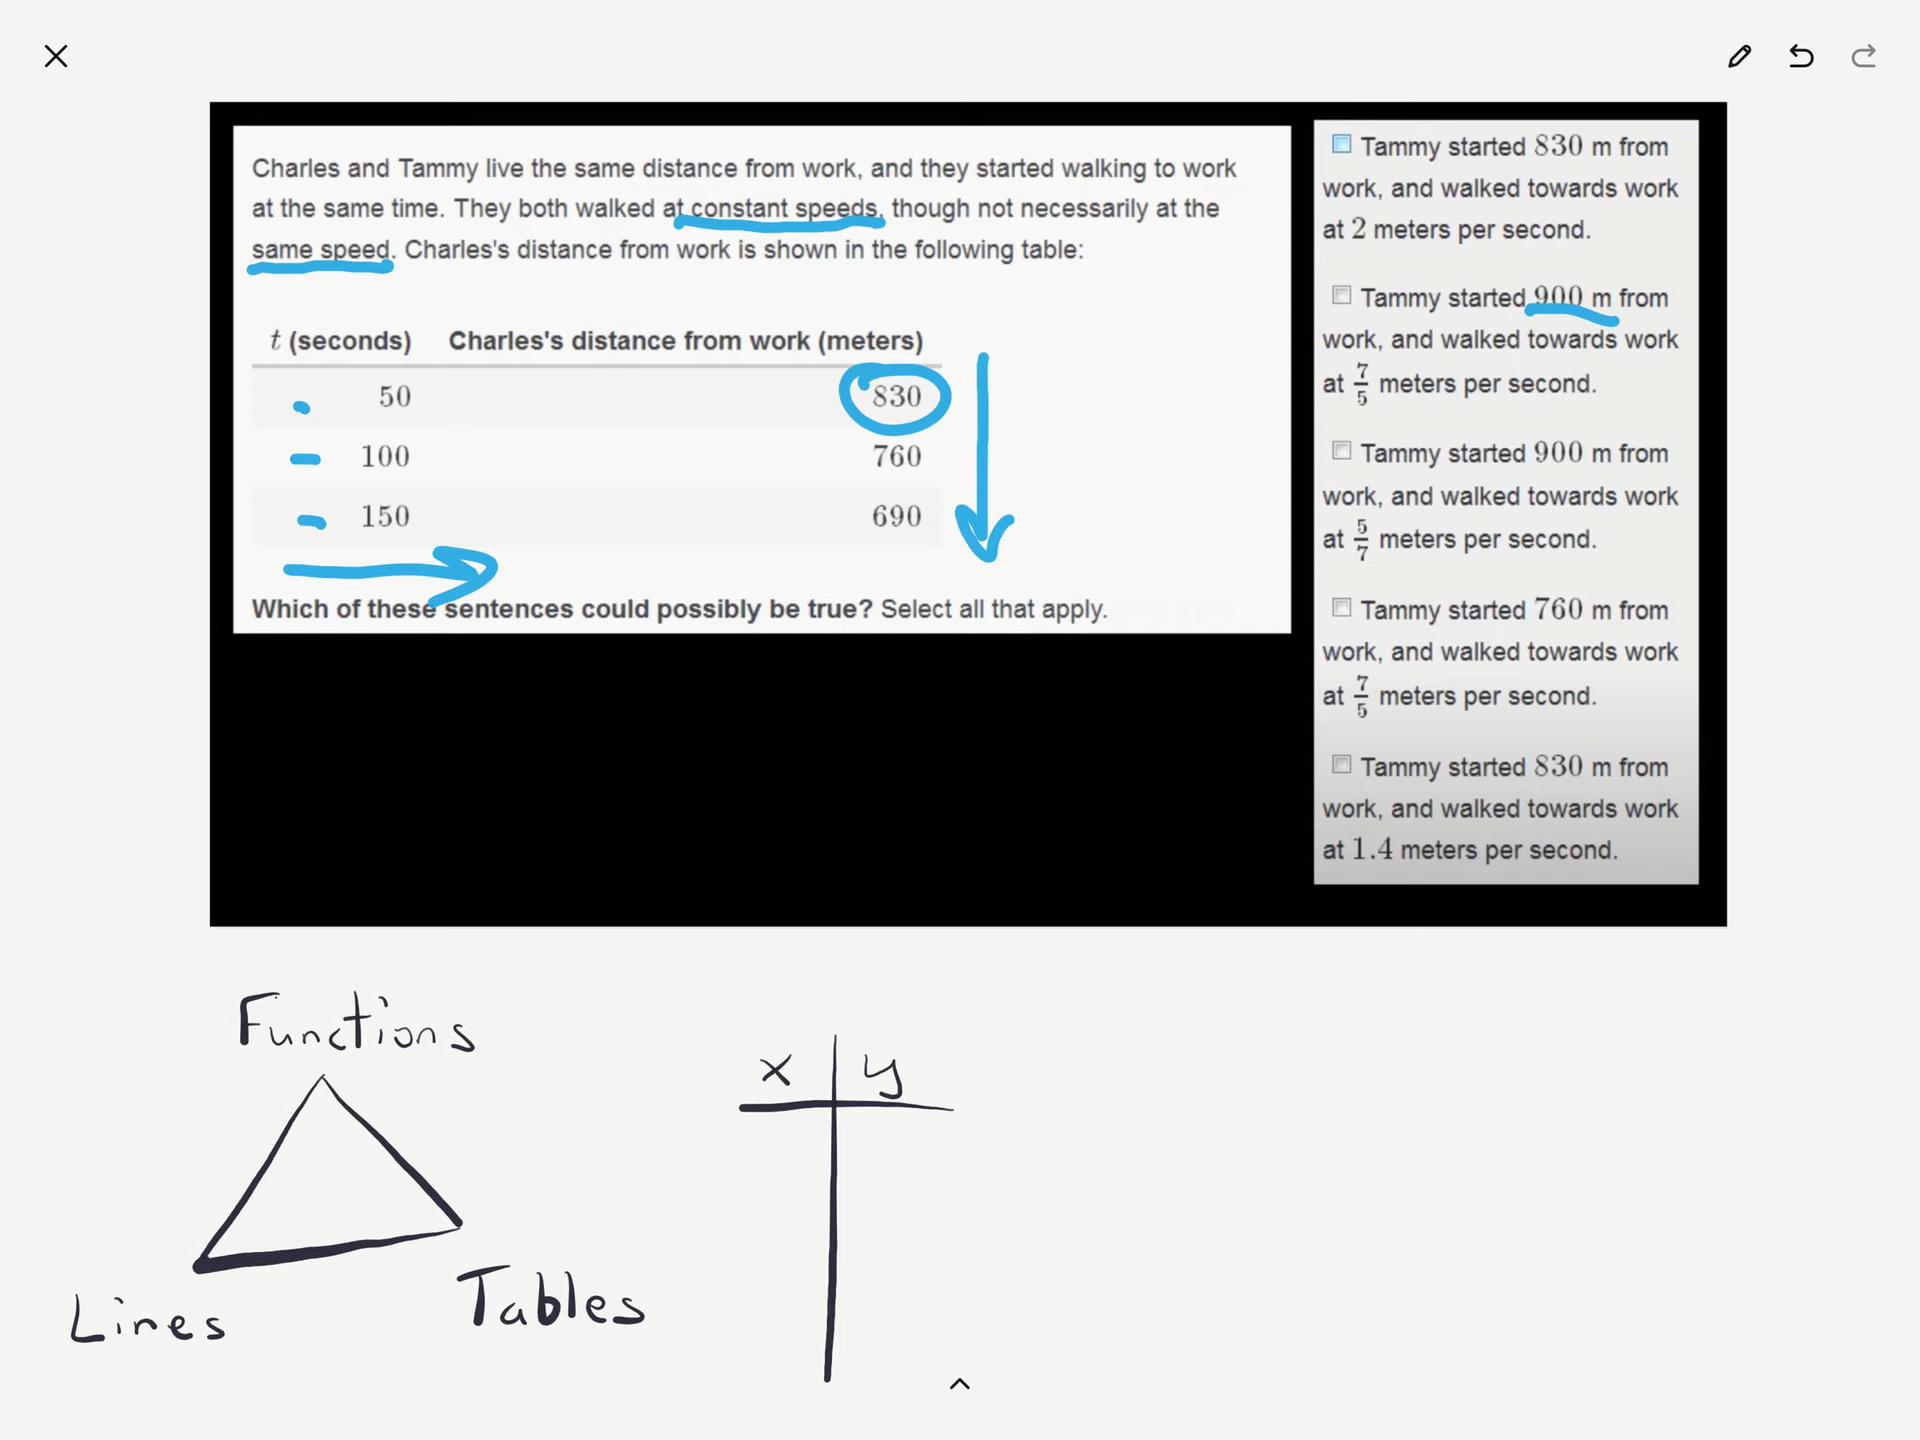 Charles and Tammy live the same distance from work, and they started walking to work
at the same time. They both walked at constant speeds, though not necessarily at the
same speed. Charles's distance from work is shown in the following table:
t (seconds) Charles's distance from work (meters)
50 830
100 760
150 690
Which of these sentences could possibly be true? Select all that apply.
Tammy started 830 m from
work, and walked towards work
at 2 meters per second.
Tammy started 900 m from
work, and walked towards work
at 7/5 meters per second.
Tammy started 900 m from
work, and walked towards work
at 5/7 meters per second.
Tammy started 760 m from
work, and walked towards work
at 7/5 meters per second.
Tammy started 830 m from
work, and walked towards work
at 1.4 meters per second.
Functions
Lines
Tables
x y